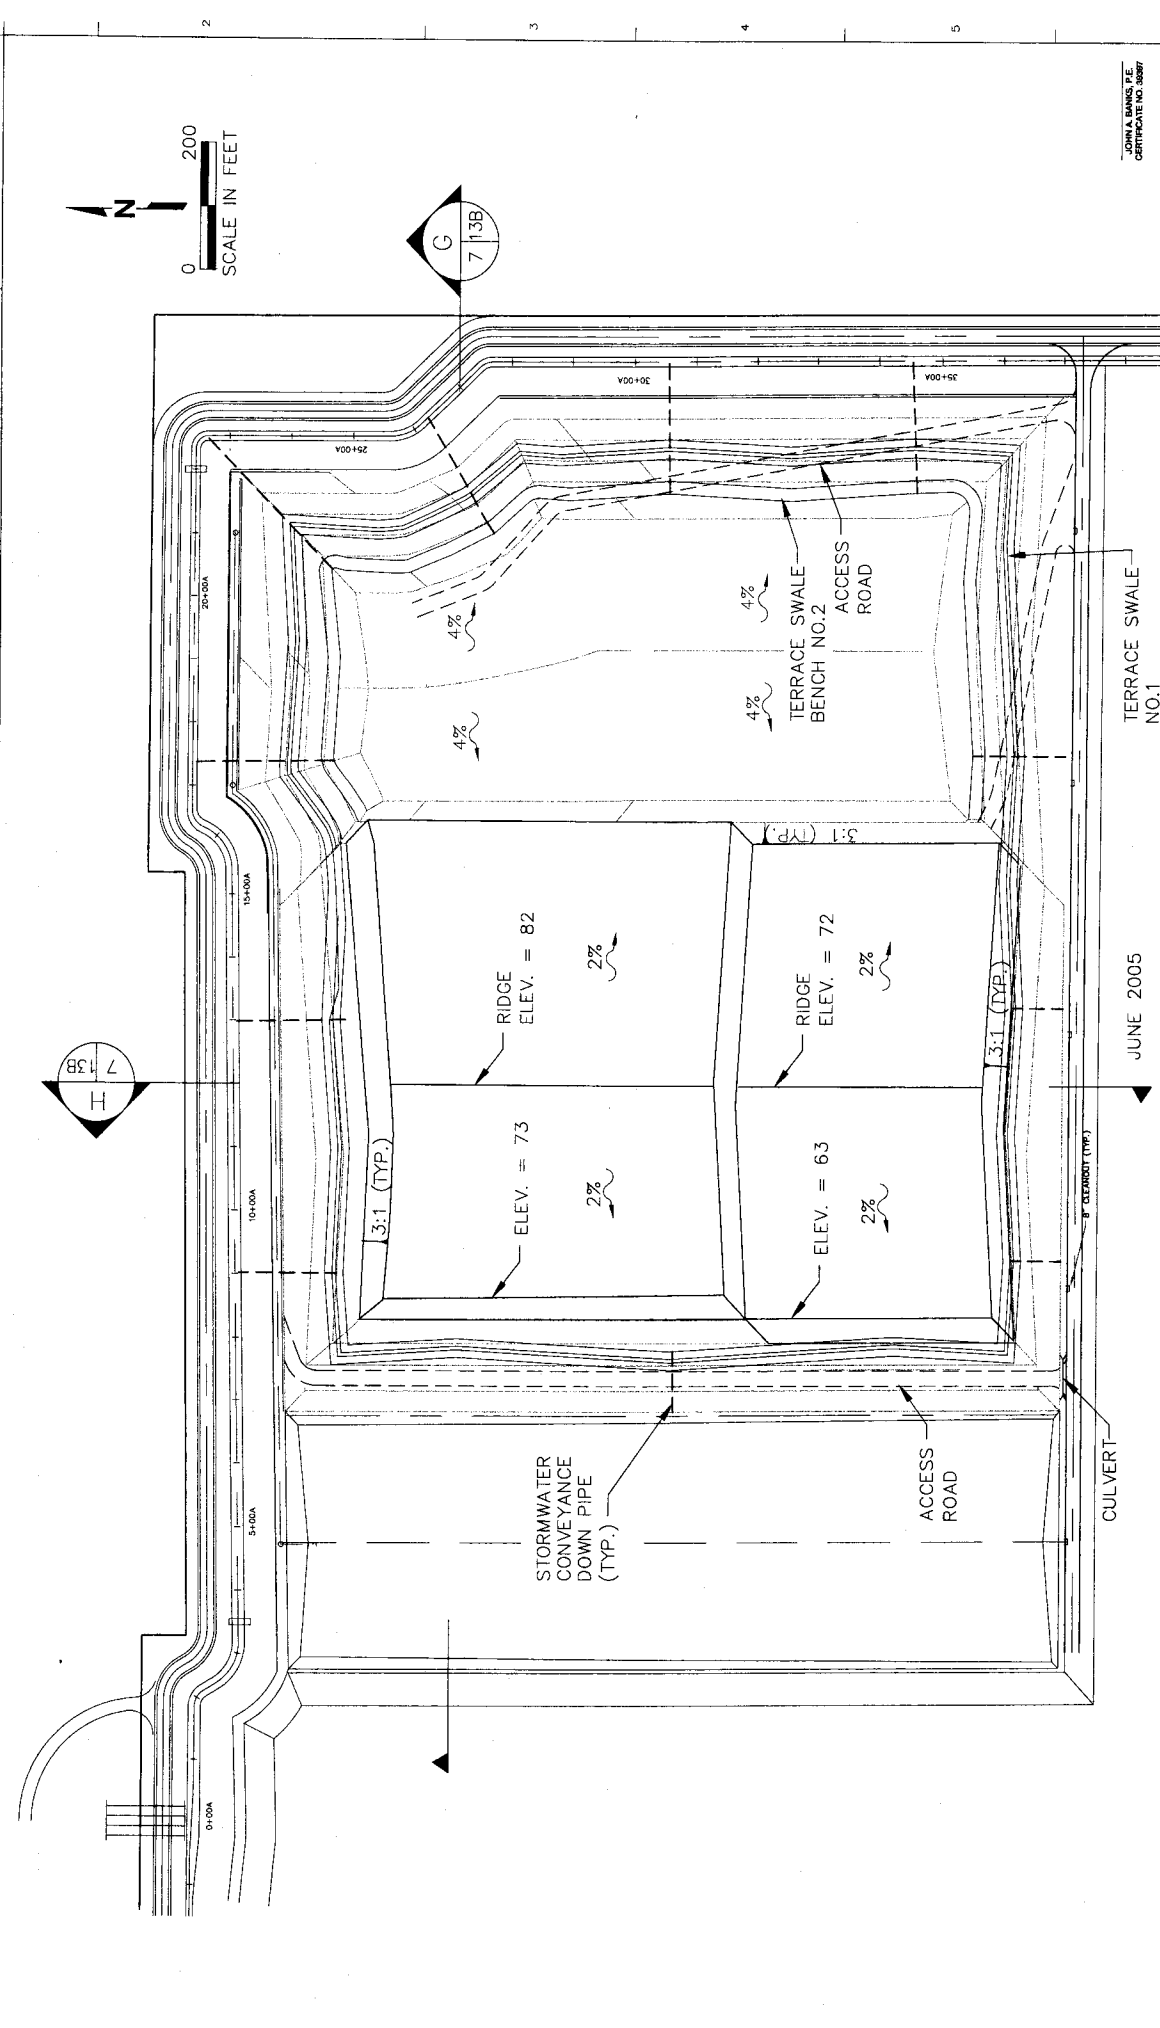 2
3
4
5
JOHN A. BANKS, P.E.
CERTIFICATE NO. 39397
N
0 200
SCALE IN FEET
G
7 13B
H
7 13B
0+00A
5+00A
10+00A
15+00A
20+00A
25+00A
30+00A
35+00A
4%
4%
4%
4%
TERRACE SWALE
BENCH NO.2
ACCESS
ROAD
TERRACE SWALE
NO.1
3:1 (TYP.)
RIDGE
ELEV. = 82
2%
RIDGE
ELEV. = 72
2%
3:1 (TYP.)
JUNE 2005
3:1 (TYP.)
ELEV. = 73
2%
ELEV. = 63
2%
8" CLEANOUT (TYP.)
STORMWATER
CONVEYANCE
DOWN PIPE
(TYP.)
ACCESS
ROAD
CULVERT